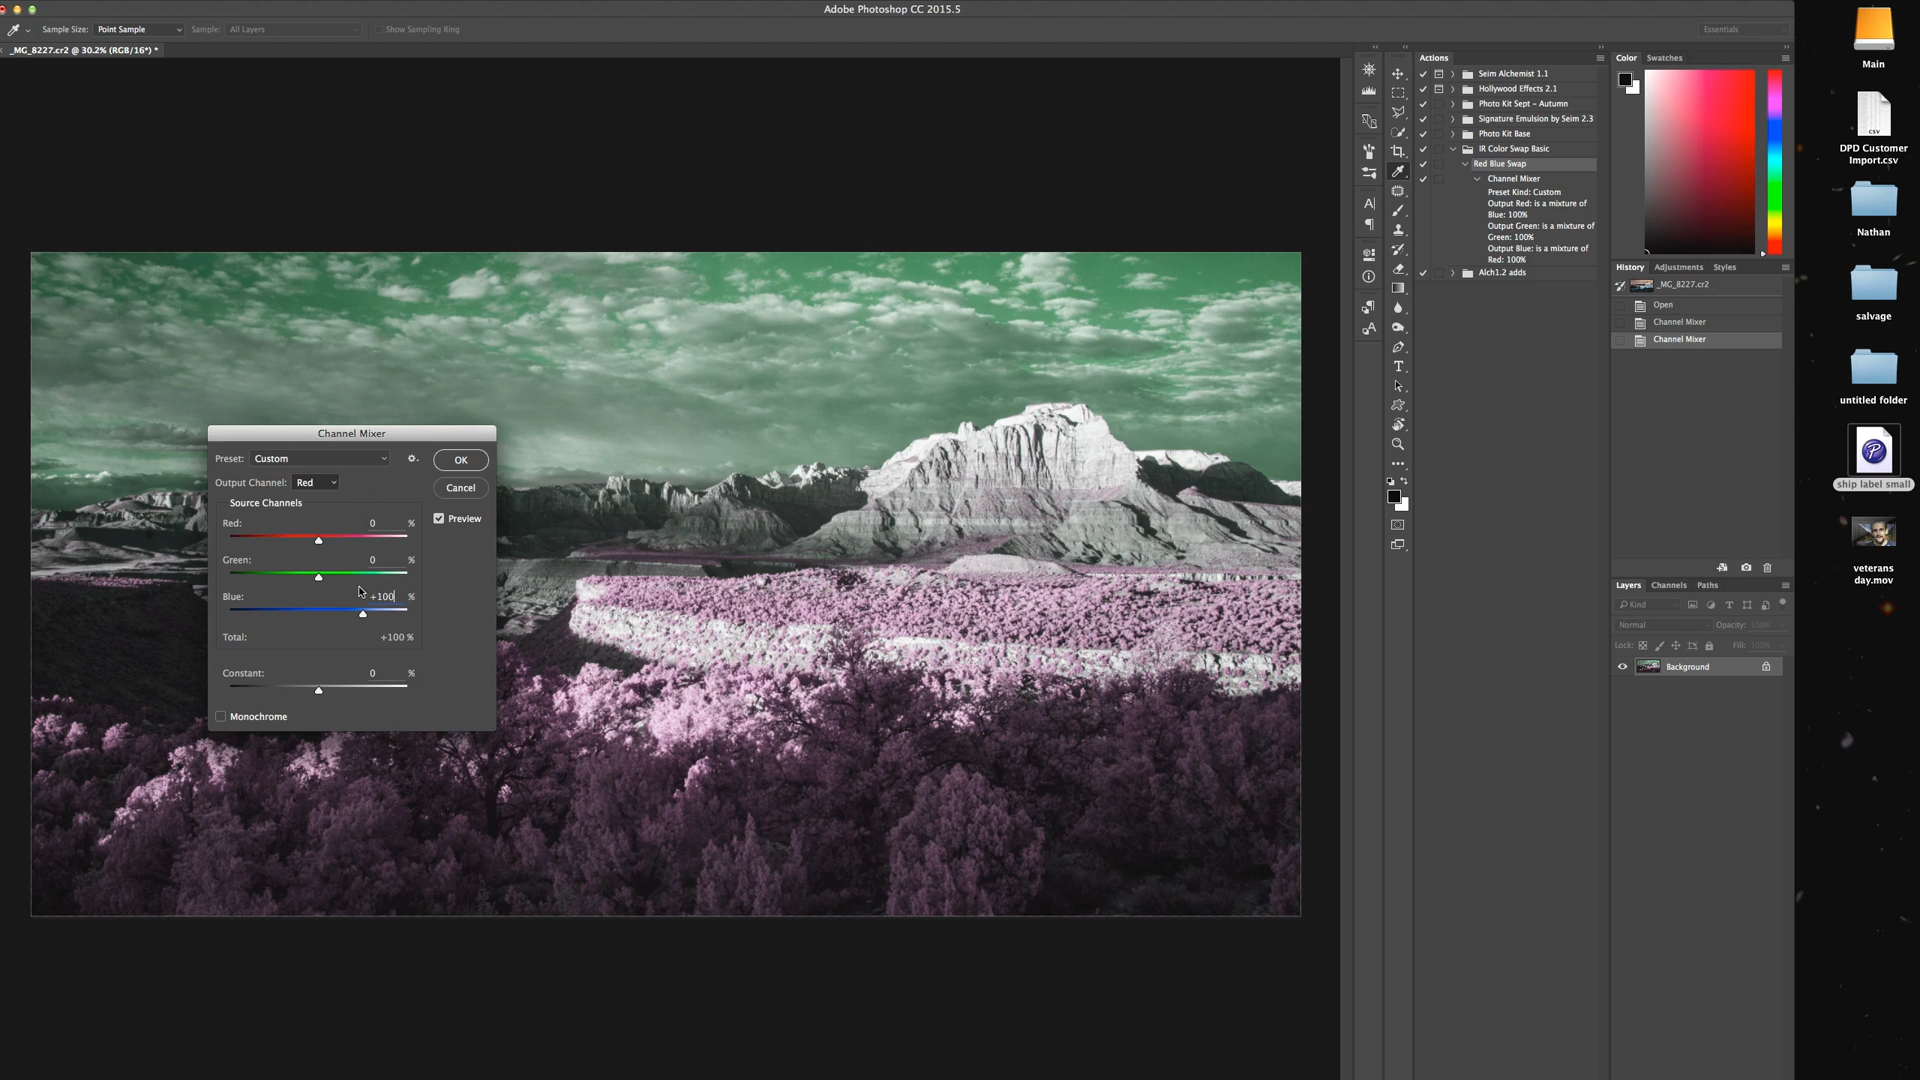 Adobe Photoshop CC 2015.5
Sample Size: Point Sample
Sample: All Layers
Show Sampling Ring
Essentials
_MG_8227.cr2 @ 30.2% (RGB/16*) *
Channel Mixer
Preset: Custom
OK
Output Channel: Red
Cancel
Source Channels
Preview
Red: 0 %
Green: 0 %
Blue: +100 %
Total: +100 %
Constant: 0 %
Monochrome
Actions
Seim Alchemist 1.1
Hollywood Effects 2.1
Photo Kit Sept - Autumn
Signature Emulsion by Seim 2.3
Photo Kit Base
IR Color Swap Basic
Red Blue Swap
Channel Mixer
Preset Kind: Custom
Output Red: is a mixture of
Blue: 100%
Output Green: is a mixture of
Green: 100%
Output Blue: is a mixture of
Red: 100%
Alch1.2 adds
Color Swatches
History Adjustments Styles
_MG_8227.cr2
Open
Channel Mixer
Channel Mixer
Layers Channels Paths
Kind
Normal Opacity: 100%
Lock: Fill: 100%
Background
Main
CSV
DPD Customer
Import.csv
Nathan
salvage
untitled folder
ship label small
veterans
day.mov